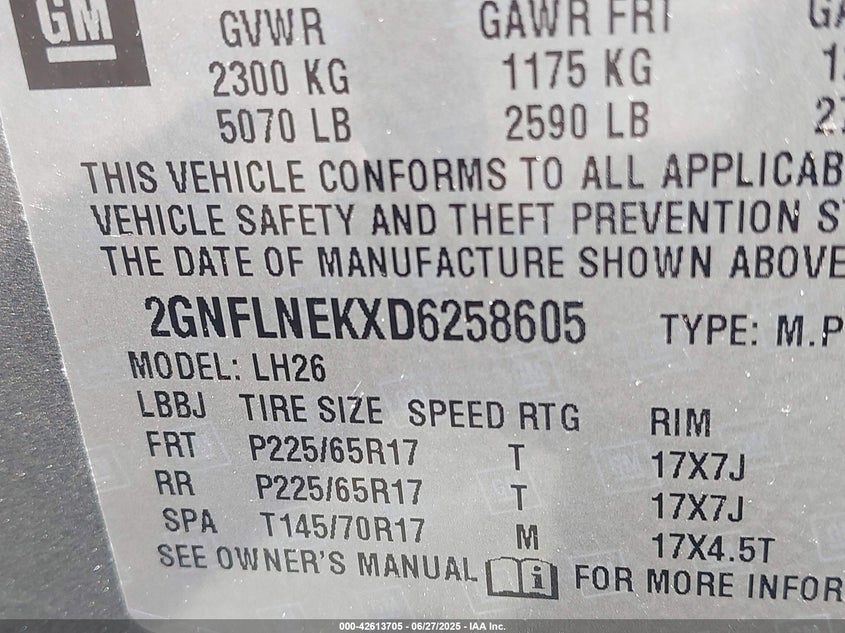 GM
GVWR GAWR FRT GA
2300 KG 1175 KG
5070 LB 2590 LB
THIS VEHICLE CONFORMS TO ALL APPLICAB
VEHICLE SAFETY AND THEFT PREVENTION S
THE DATE OF MANUFACTURE SHOWN ABOVE
2GNFLNEKXD6258605 TYPE: M.P
MODEL: LH26
LBBJ TIRE SIZE SPEED RTG RIM
FRT P225/65R17 T 17X7J
RR P225/65R17 T 17X7J
SPA T145/70R17 M 17X4.5T
SEE OWNER'S MANUAL i FOR MORE INFOR
000-42613705 - 06/27/2025 - IAA Inc.